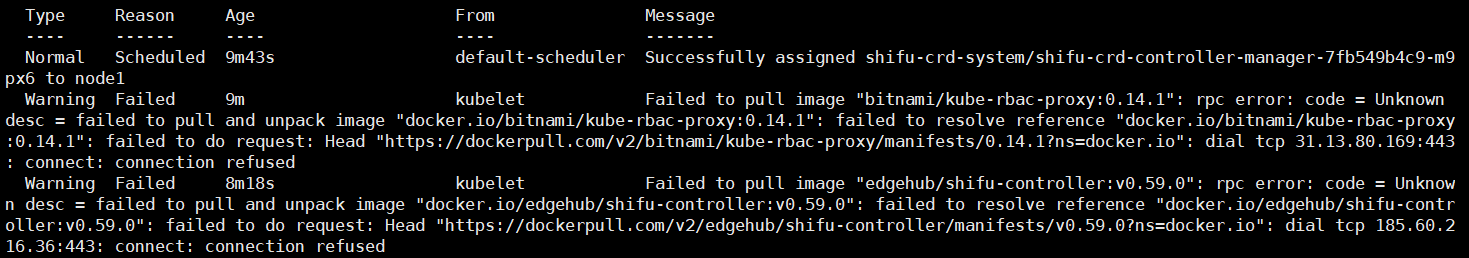 Type Reason Age From Message
---- ------ ---- ---- -------
Normal Scheduled 9m43s default-scheduler Successfully assigned shifu-crd-system/shifu-crd-controller-manager-7fb549b4c9-m9
px6 to node1
Warning Failed 9m kubelet Failed to pull image "bitnami/kube-rbac-proxy:0.14.1": rpc error: code = Unknown
desc = failed to pull and unpack image "docker.io/bitnami/kube-rbac-proxy:0.14.1": failed to resolve reference "docker.io/bitnami/kube-rbac-proxy
:0.14.1": failed to do request: Head "https://dockerpull.com/v2/bitnami/kube-rbac-proxy/manifests/0.14.1?ns=docker.io": dial tcp 31.13.80.169:443
: connect: connection refused
Warning Failed 8m18s kubelet Failed to pull image "edgehub/shifu-controller:v0.59.0": rpc error: code = Unknow
n desc = failed to pull and unpack image "docker.io/edgehub/shifu-controller:v0.59.0": failed to resolve reference "docker.io/edgehub/shifu-contr
oller:v0.59.0": failed to do request: Head "https://dockerpull.com/v2/edgehub/shifu-controller/manifests/v0.59.0?ns=docker.io": dial tcp 185.60.2
16.36:443: connect: connection refused